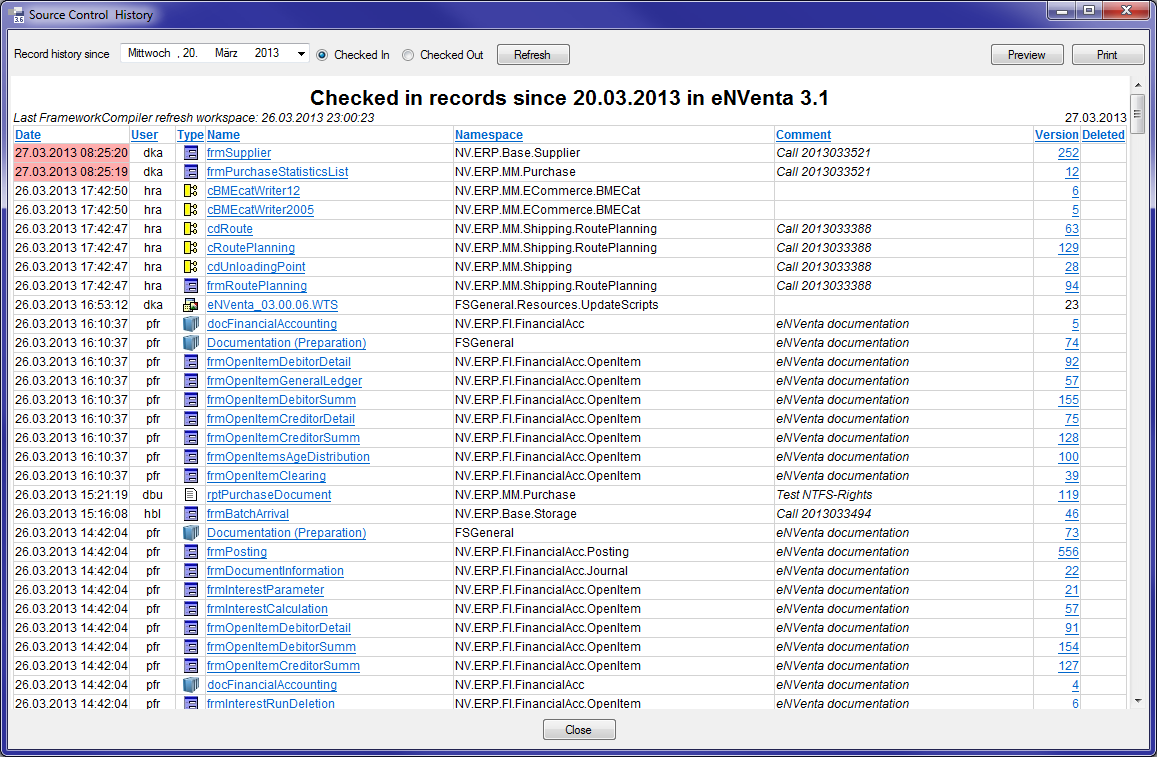 Source Control History
Record history since Mittwoch , 20. März 2013 Checked In Checked Out Refresh Preview Print
Checked in records since 20.03.2013 in eNVenta 3.1
Last FrameworkCompiler refresh workspace: 26.03.2013 23:00:23 27.03.2013
Date User Type Name Namespace Comment Version Deleted
27.03.2013 08:25:20 dka frmSupplier NV.ERP.Base.Supplier Call 2013033521 252
27.03.2013 08:25:19 dka frmPurchaseStatisticsList NV.ERP.MM.Purchase Call 2013033521 12
26.03.2013 17:42:50 hra cBMEcatWriter12 NV.ERP.MM.ECommerce.BMECat 6
26.03.2013 17:42:50 hra cBMEcatWriter2005 NV.ERP.MM.ECommerce.BMECat 5
26.03.2013 17:42:47 hra cdRoute NV.ERP.MM.Shipping.RoutePlanning Call 2013033388 63
26.03.2013 17:42:47 hra cRoutePlanning NV.ERP.MM.Shipping.RoutePlanning Call 2013033388 129
26.03.2013 17:42:47 hra cdUnloadingPoint NV.ERP.MM.Shipping Call 2013033388 28
26.03.2013 17:42:47 hra frmRoutePlanning NV.ERP.MM.Shipping.RoutePlanning Call 2013033388 94
26.03.2013 16:53:12 dka eNVenta_03.00.06.WTS FSGeneral.Resources.UpdateScripts 23
26.03.2013 16:10:37 pfr docFinancialAccounting NV.ERP.FI.FinancialAcc eNVenta documentation 5
26.03.2013 16:10:37 pfr Documentation (Preparation) FSGeneral eNVenta documentation 74
26.03.2013 16:10:37 pfr frmOpenItemDebitorDetail NV.ERP.FI.FinancialAcc.OpenItem eNVenta documentation 92
26.03.2013 16:10:37 pfr frmOpenItemGeneralLedger NV.ERP.FI.FinancialAcc.OpenItem eNVenta documentation 57
26.03.2013 16:10:37 pfr frmOpenItemDebitorSumm NV.ERP.FI.FinancialAcc.OpenItem eNVenta documentation 155
26.03.2013 16:10:37 pfr frmOpenItemCreditorDetail NV.ERP.FI.FinancialAcc.OpenItem eNVenta documentation 75
26.03.2013 16:10:37 pfr frmOpenItemCreditorSumm NV.ERP.FI.FinancialAcc.OpenItem eNVenta documentation 128
26.03.2013 16:10:37 pfr frmOpenItemsAgeDistribution NV.ERP.FI.FinancialAcc.OpenItem eNVenta documentation 100
26.03.2013 16:10:37 pfr frmOpenItemClearing NV.ERP.FI.FinancialAcc.OpenItem eNVenta documentation 39
26.03.2013 15:21:19 dbu rptPurchaseDocument NV.ERP.MM.Purchase Test NTFS-Rights 119
26.03.2013 15:16:08 hbl frmBatchArrival NV.ERP.Base.Storage Call 2013033494 46
26.03.2013 14:42:04 pfr Documentation (Preparation) FSGeneral eNVenta documentation 73
26.03.2013 14:42:04 pfr frmPosting NV.ERP.FI.FinancialAcc.Posting eNVenta documentation 556
26.03.2013 14:42:04 pfr frmDocumentInformation NV.ERP.FI.FinancialAcc.Journal eNVenta documentation 22
26.03.2013 14:42:04 pfr frmInterestParameter NV.ERP.FI.FinancialAcc.OpenItem eNVenta documentation 21
26.03.2013 14:42:04 pfr frmInterestCalculation NV.ERP.FI.FinancialAcc.OpenItem eNVenta documentation 57
26.03.2013 14:42:04 pfr frmOpenItemDebitorDetail NV.ERP.FI.FinancialAcc.OpenItem eNVenta documentation 91
26.03.2013 14:42:04 pfr frmOpenItemDebitorSumm NV.ERP.FI.FinancialAcc.OpenItem eNVenta documentation 154
26.03.2013 14:42:04 pfr frmOpenItemCreditorSumm NV.ERP.FI.FinancialAcc.OpenItem eNVenta documentation 127
26.03.2013 14:42:04 pfr docFinancialAccounting NV.ERP.FI.FinancialAcc eNVenta documentation 4
26.03.2013 14:42:04 pfr frmInterestRunDeletion NV.ERP.FI.FinancialAcc.OpenItem eNVenta documentation 6
Close